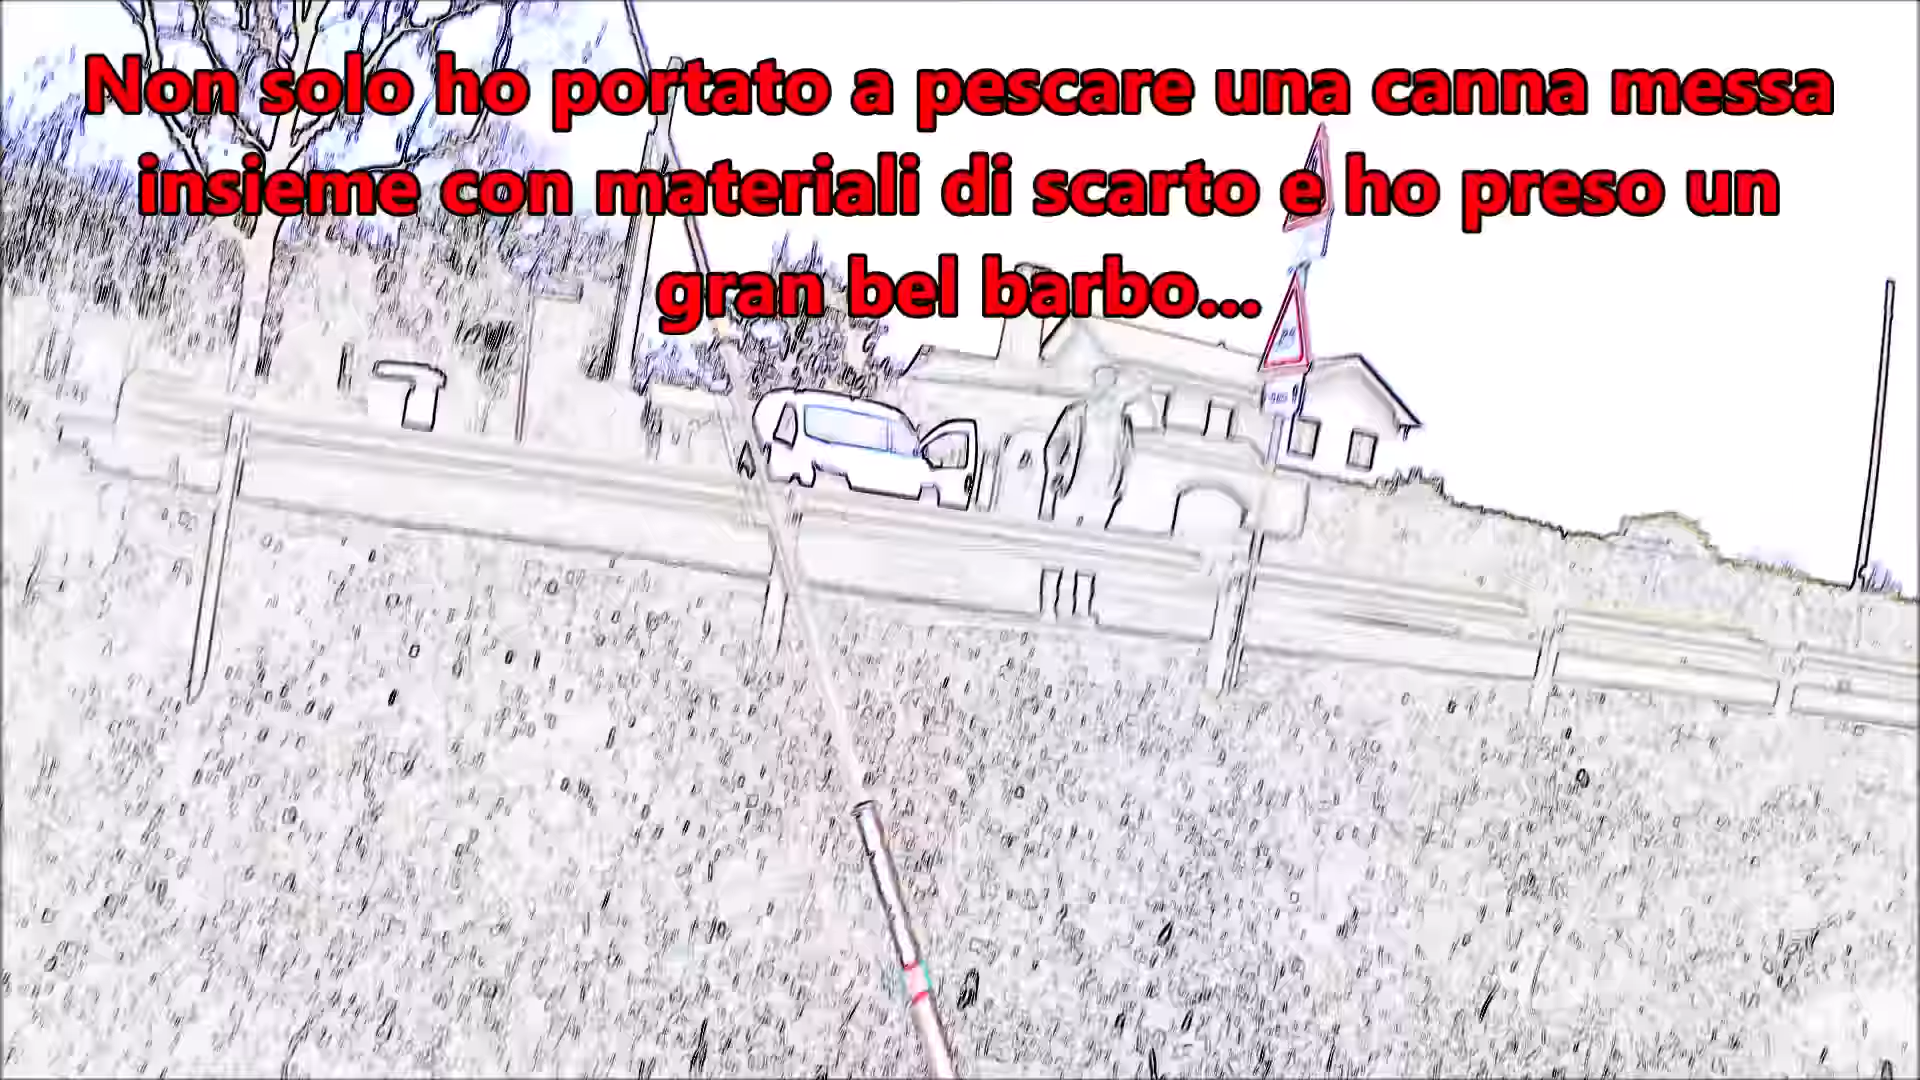 Non solo ho portato a pescare una canna messa
insieme con materiali di scarto e ho preso un
gran bel barbo...